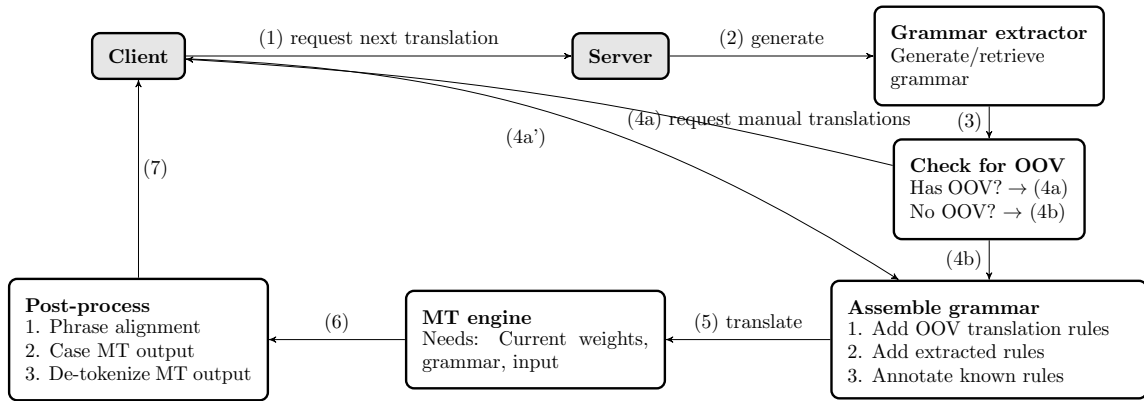 (1) request next translation
(2) generate
Client
Server
Grammar extractor
Generate/retrieve
grammar
(4a) request manual translations
(3)
(4a')
(7)
Check for OOV
Has OOV? → (4a)
No OOV? → (4b)
(4b)
Post-process
1. Phrase alignment
2. Case MT output
3. De-tokenize MT output
(6)
MT engine
Needs: Current weights,
grammar, input
(5) translate
Assemble grammar
1. Add OOV translation rules
2. Add extracted rules
3. Annotate known rules